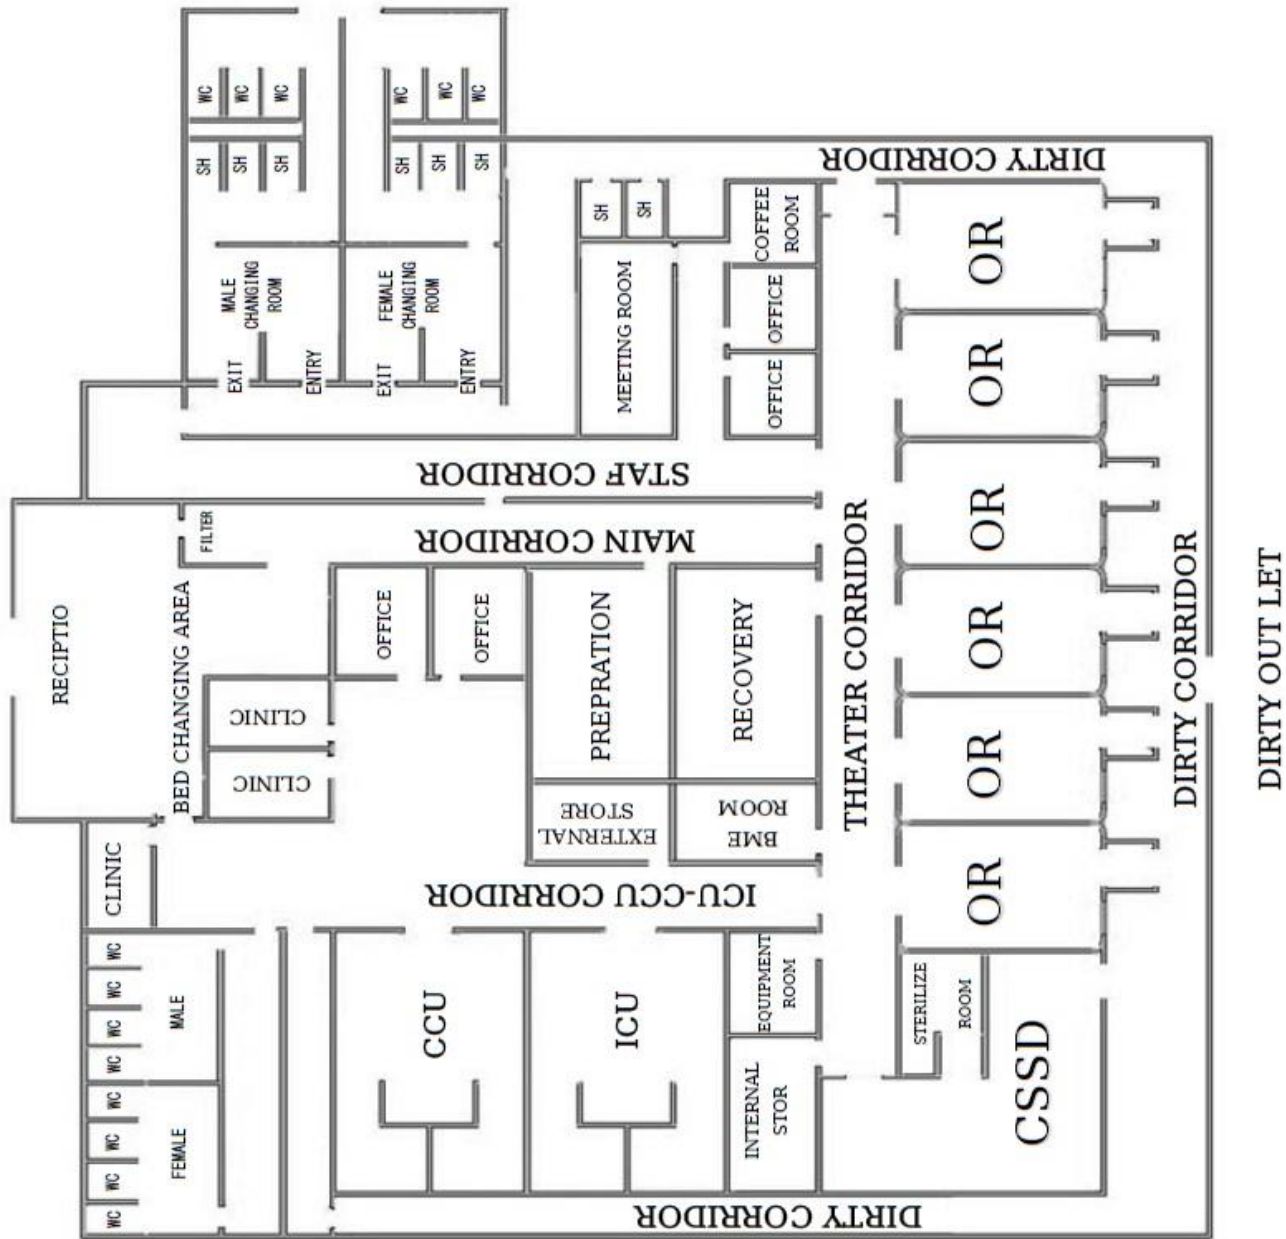 WC
WC
WC
WC
WC
WC
SH
SH
SH
SH
SH
SH
DIRTY CORRIDOR
SH
SH
COFFEE
ROOM
MALE
CHANGING
ROOM
FEMALE
CHANGING
ROOM
MEETING ROOM
OFFICE
OFFICE
EXIT
ENTRY
EXIT
ENTRY
STAF CORRIDOR
FILTER
MAIN CORRIDOR
RECIPTIO
BED CHANGING AREA
OFFICE
OFFICE
PREPRATION
RECOVERY
THEATER CORRIDOR
OR
OR
OR
OR
OR
OR
DIRTY CORRIDOR
DIRTY OUT LET
CLINIC
CLINIC
EXTERNAL
STORE
BME
ROOM
CLINIC
ICU-CCU CORRIDOR
WC
WC
WC
WC
WC
WC
WC
WC
MALE
FEMALE
CCU
ICU
EQUIPMENT
ROOM
INTERNAL
STOR
STERILIZE
ROOM
CSSD
DIRTY CORRIDOR